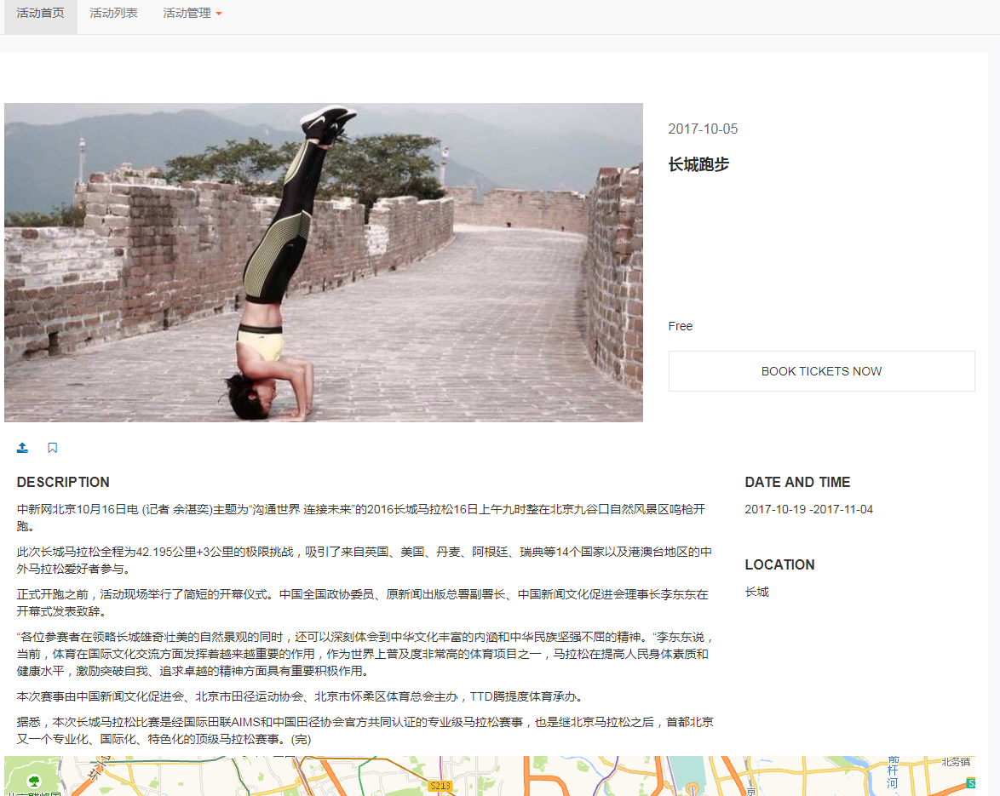 活动首页 活动列表 活动管理
2017-10-05
长城跑步
Free
BOOK TICKETS NOW
DESCRIPTION
中新网北京10月16日电 (记者 余湛奕)主题为“沟通世界 连接未来”的2016长城马拉松16日上午九时整在北京九谷口自然风景区鸣枪开
跑。
此次长城马拉松全程为42.195公里+3公里的极限挑战，吸引了来自英国、美国、丹麦、阿根廷、瑞典等14个国家以及港澳台地区的中
外马拉松爱好者参与。
正式开跑之前，活动现场举行了简短的开幕仪式。中国全国政协委员、原新闻出版总署副署长、中国新闻文化促进会理事长李东东在
开幕式发表致辞。
“各位参赛者在领略长城雄奇壮美的自然景观的同时，还可以深刻体会到中华文化丰富的内涵和中华民族坚强不屈的精神。“李东东说，
当前，体育在国际文化交流方面发挥着越来越重要的作用，作为世界上普及度非常高的体育项目之一，马拉松在提高人民身体素质和
健康水平，激励突破自我、追求卓越的精神方面具有重要积极作用。
本次赛事由中国新闻文化促进会、北京市田径运动协会、北京市怀柔区体育总会主办，TTD腾提度体育承办。
据悉，本次长城马拉松比赛是经国际田联AIMS和中国田径协会官方共同认证的专业级马拉松赛事，也是继北京马拉松之后，首都北京
又一个专业化、国际化、特色化的顶级马拉松赛事。(完)
DATE AND TIME
2017-10-19 -2017-11-04
LOCATION
长城
S213
前杆河
北务镇
京